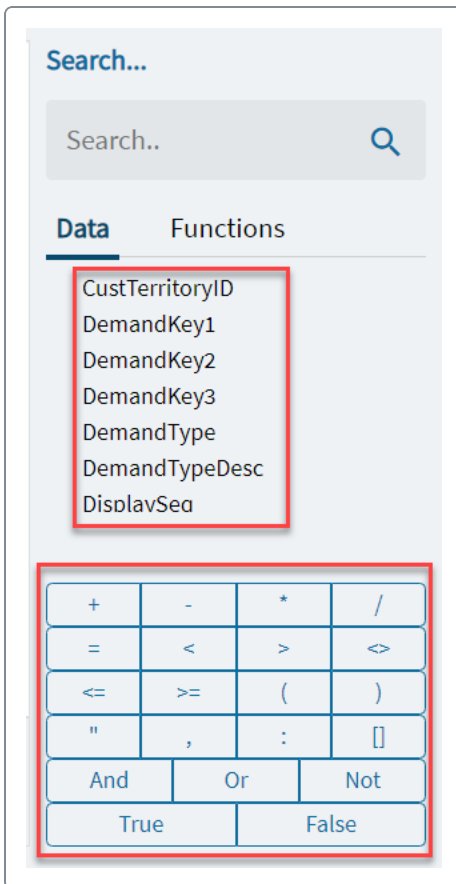 Search...
Search..
Data Functions
CustTerritoryID
DemandKey1
DemandKey2
DemandKey3
DemandType
DemandTypeDesc
DisplaySeq
+ - * /
= < > <>
<= >= ( )
" , : []
And Or Not
True False